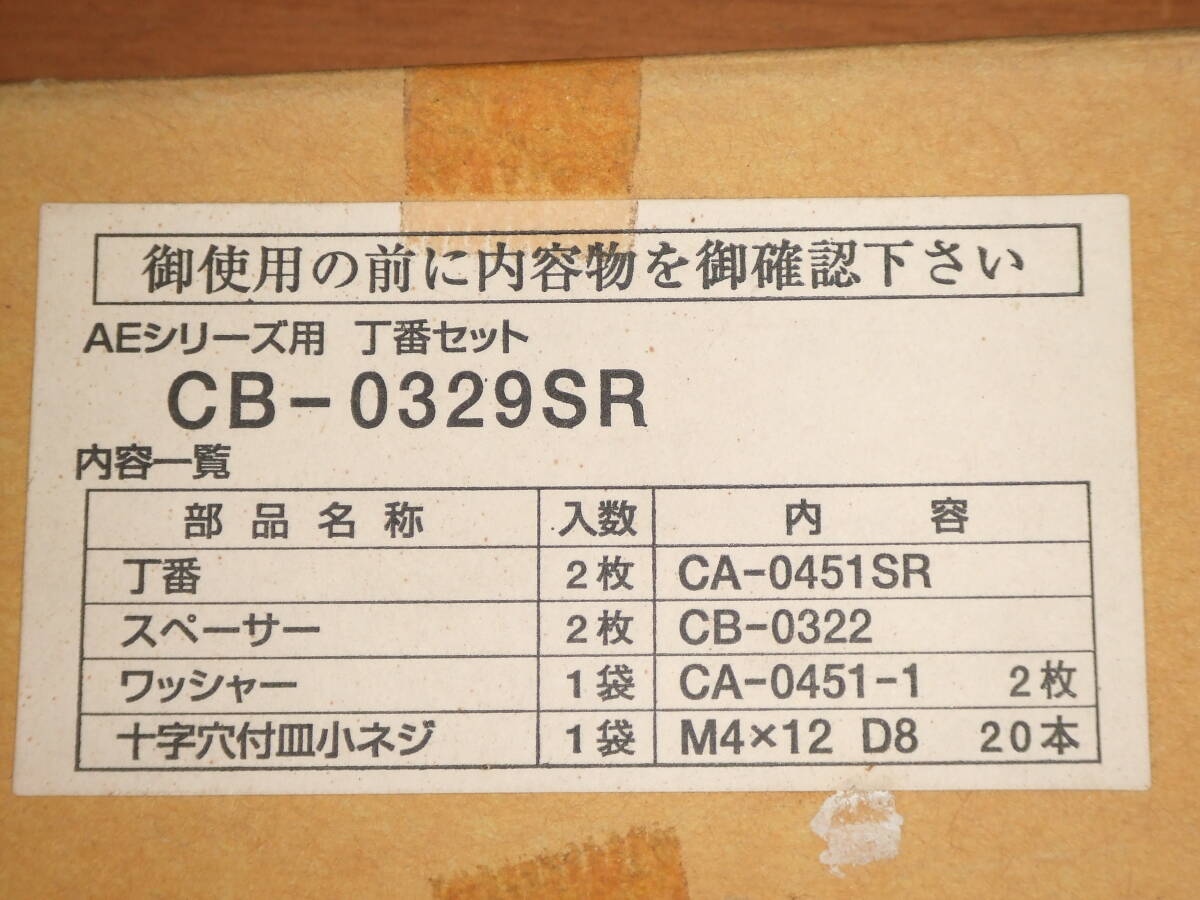 御使用の前に内容物を御確認下さい
AEシリーズ用 丁番セット
CB-0329SR
内容一覧
部品名称 入数 内容
丁番 2枚 CA-0451SR
スペーサー 2枚 CB-0322
ワッシャー 1袋 CA-0451-1 2枚
十字穴付皿小ネジ 1袋 M4×12 D8 20本